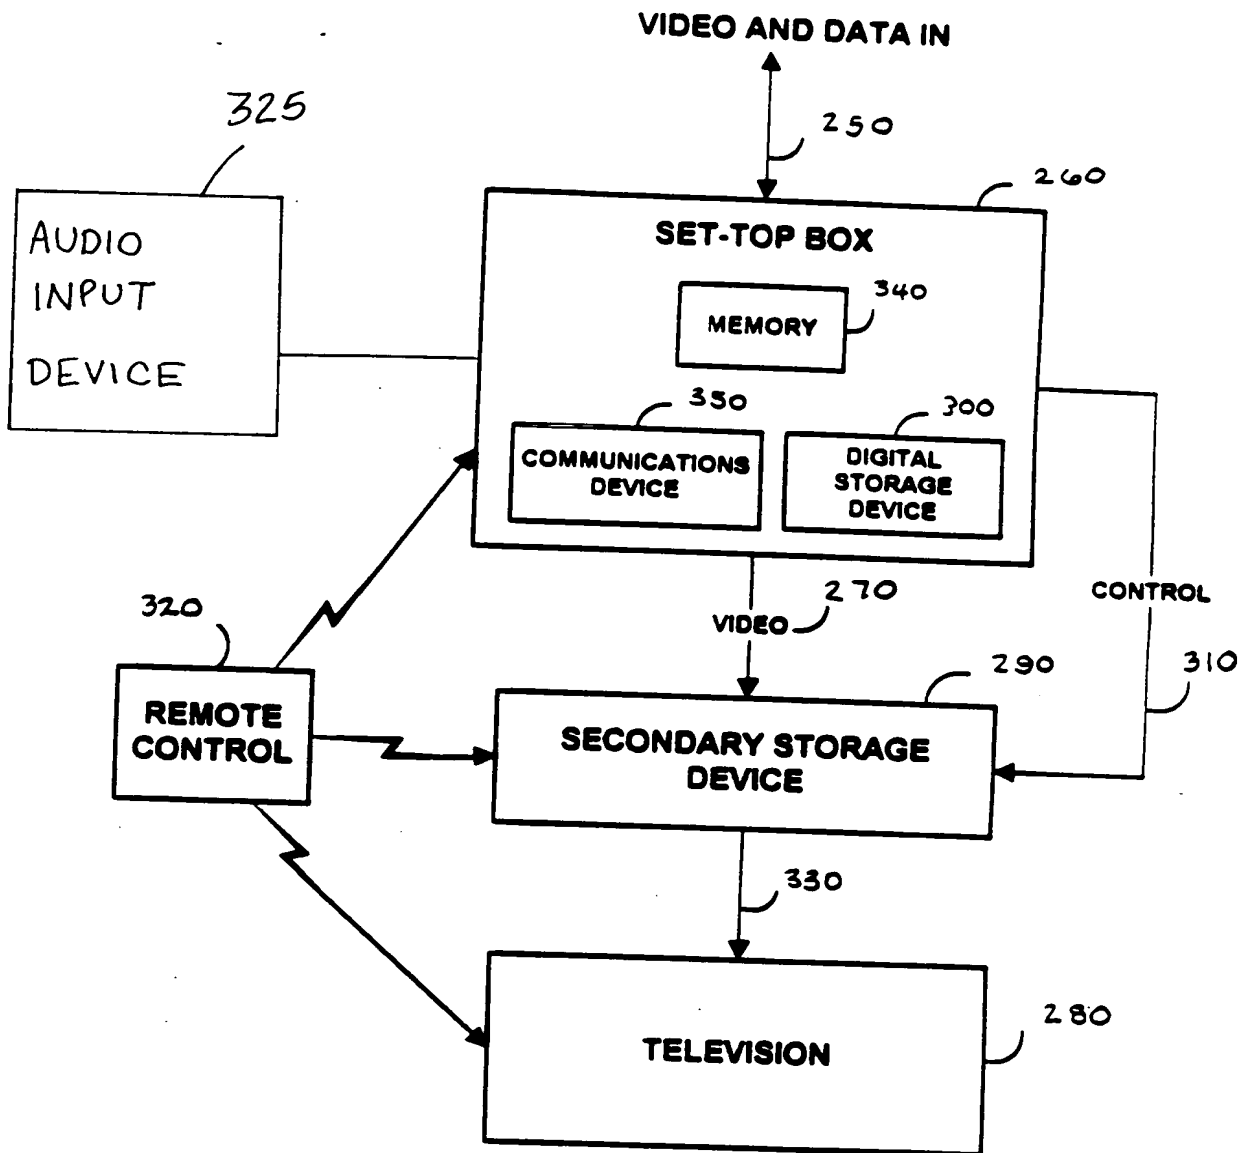 VIDEO AND DATA IN
325
250
260
AUDIO
INPUT
DEVICE
SET-TOP BOX
340
MEMORY
350
300
COMMUNICATIONS
DEVICE
DIGITAL
STORAGE
DEVICE
270
VIDEO
CONTROL
320
290
310
REMOTE
CONTROL
SECONDARY STORAGE
DEVICE
330
280
TELEVISION